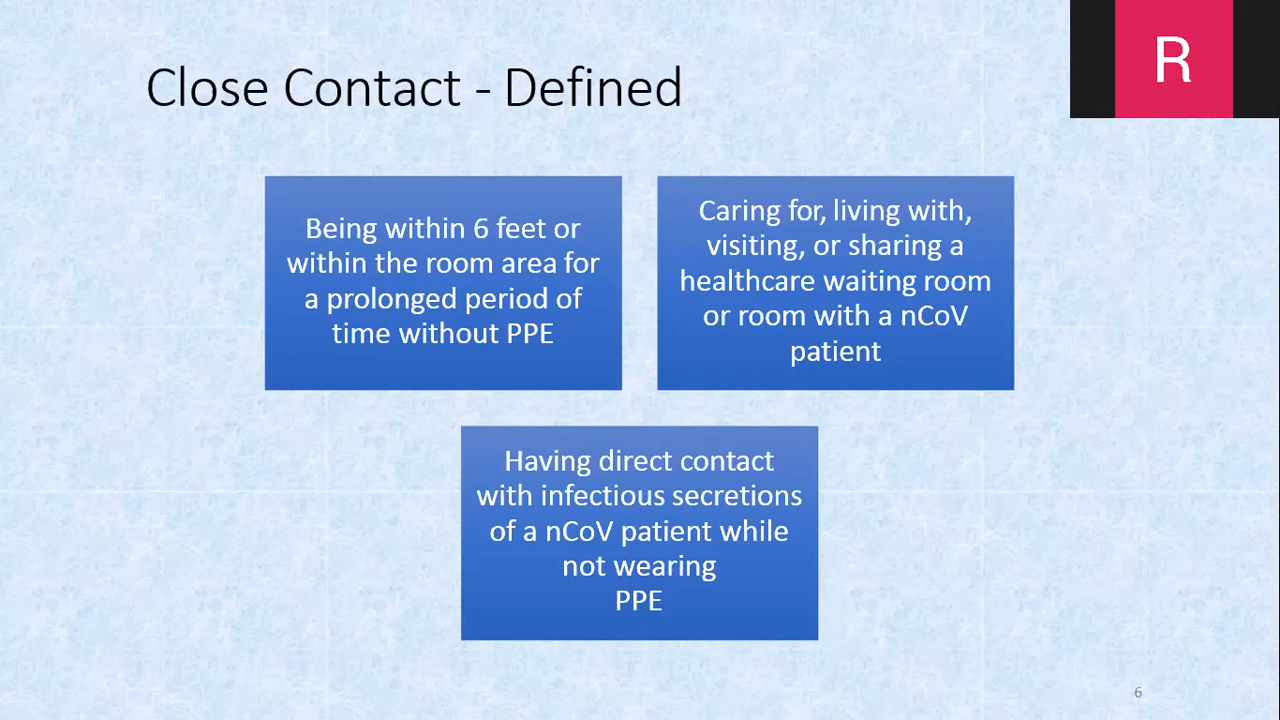 R
Close Contact - Defined
Being within 6 feet or
within the room area for
a prolonged period of
time without PPE
Caring for, living with,
visiting, or sharing a
healthcare waiting room
or room with a nCoV
patient
Having direct contact
with infectious secretions
of a nCoV patient while
not wearing
PPE
6